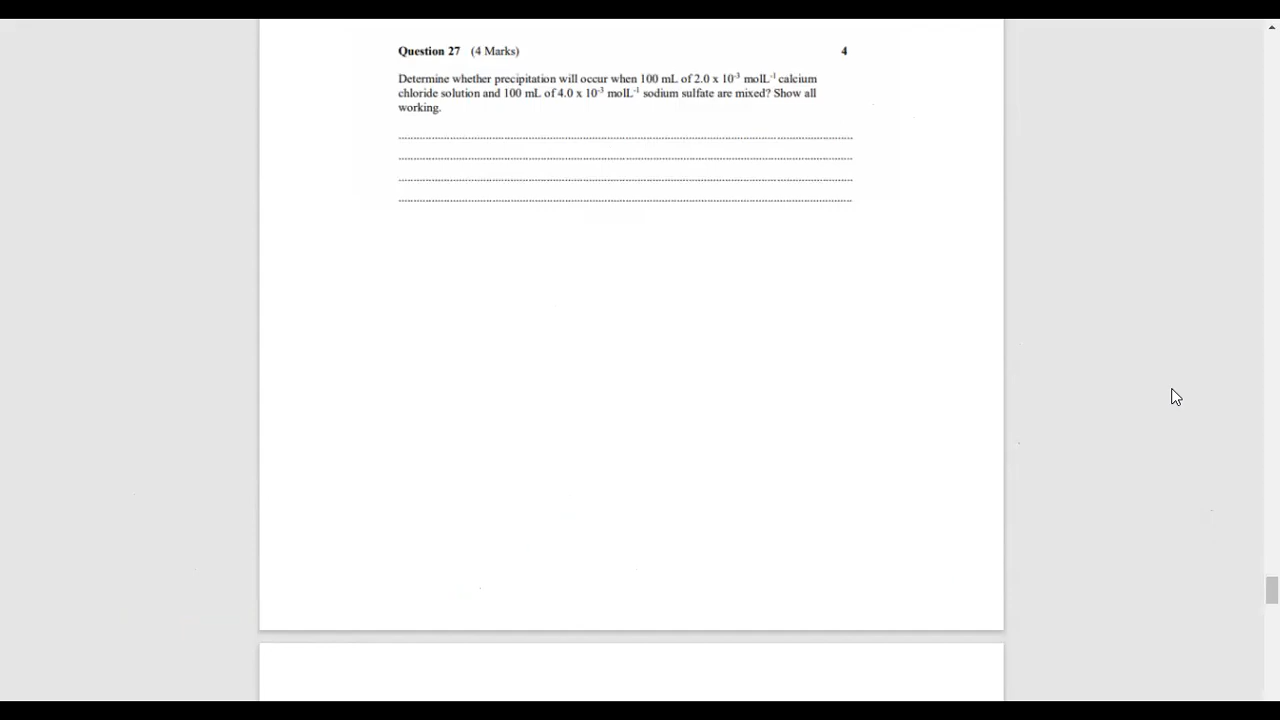 Question 27 (4 Marks) 4
Determine whether precipitation will occur when 100 mL of 2.0 x 10⁻³ molL⁻¹ calcium
chloride solution and 100 mL of 4.0 x 10⁻³ molL⁻¹ sodium sulfate are mixed? Show all
working.